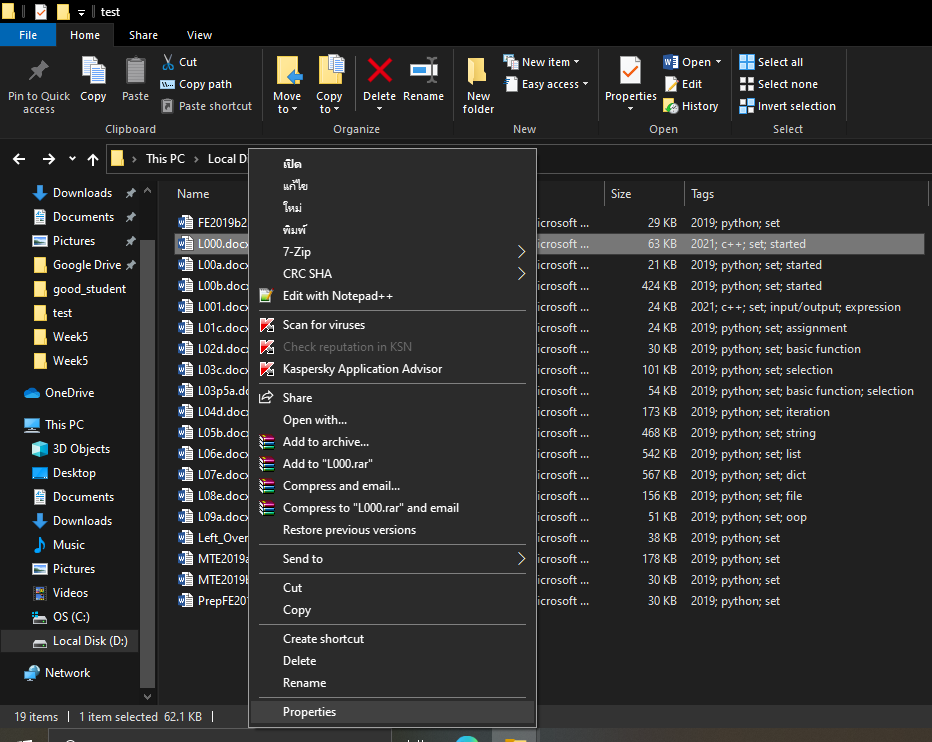 test
File Home Share View
Pin to Quick access
Copy
Paste
Cut
Copy path
Paste shortcut
Clipboard
Move to
Copy to
Delete
Rename
Organize
New folder
New item
Easy access
New
Properties
Open
Edit
History
Open
Select all
Select none
Invert selection
Select
This PC > Local D
Downloads
Documents
Pictures
Google Drive
good_student
test
Week5
Week5
OneDrive
This PC
3D Objects
Desktop
Documents
Downloads
Music
Pictures
Videos
OS (C:)
Local Disk (D:)
Network
Name Size Tags
FE2019b2 icrosoft ... 29 KB 2019; python; set
L000.docx icrosoft ... 63 KB 2021; c++; set; started
L00a.docx icrosoft ... 21 KB 2019; python; set; started
L00b.docx icrosoft ... 424 KB 2019; python; set; started
L001.docx icrosoft ... 24 KB 2021; c++; set; input/output; expression
L01c.docx icrosoft ... 24 KB 2019; python; set; assignment
L02d.docx icrosoft ... 30 KB 2019; python; set; basic function
L03c.docx icrosoft ... 101 KB 2019; python; set; selection
L03p5a.docx icrosoft ... 54 KB 2019; python; set; basic function; selection
L04d.docx icrosoft ... 173 KB 2019; python; set; iteration
L05b.docx icrosoft ... 468 KB 2019; python; set; string
L06e.docx icrosoft ... 542 KB 2019; python; set; list
L07e.docx icrosoft ... 567 KB 2019; python; set; dict
L08e.docx icrosoft ... 156 KB 2019; python; set; file
L09a.docx icrosoft ... 51 KB 2019; python; set; oop
Left_Over icrosoft ... 38 KB 2019; python; set
MTE2019a icrosoft ... 178 KB 2019; python; set
MTE2019b icrosoft ... 30 KB 2019; python; set
PrepFE20 icrosoft ... 30 KB 2019; python; set
เปิด
แก้ไข
ใหม่
พิมพ์
7-Zip
CRC SHA
Edit with Notepad++
Scan for viruses
Check reputation in KSN
Kaspersky Application Advisor
Share
Open with...
Add to archive...
Add to "L000.rar"
Compress and email...
Compress to "L000.rar" and email
Restore previous versions
Send to
Cut
Copy
Create shortcut
Delete
Rename
Properties
19 items 1 item selected 62.1 KB